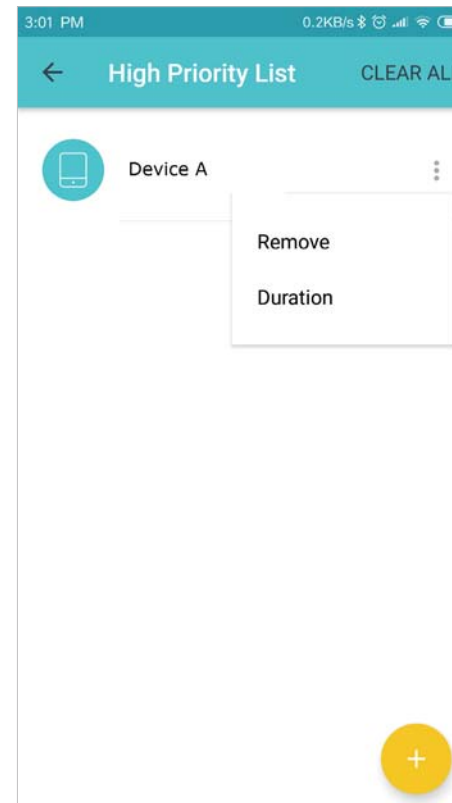 3:01 PM 0.2KB/s
High Priority List CLEAR AL
Device A
Remove
Duration